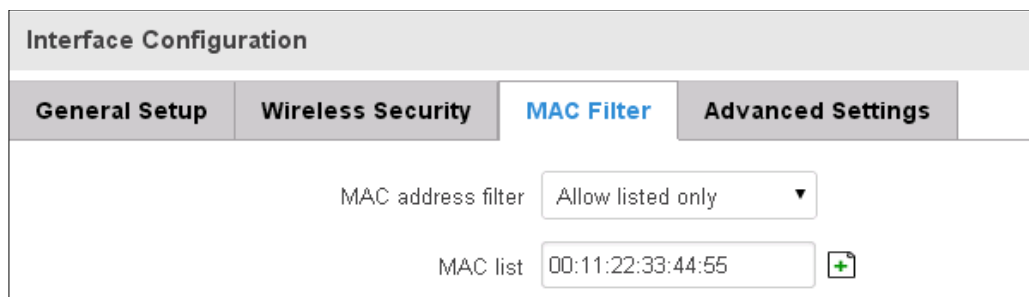 Interface Configuration
General Setup Wireless Security MAC Filter Advanced Settings
MAC address filter Allow listed only
MAC list 00:11:22:33:44:55